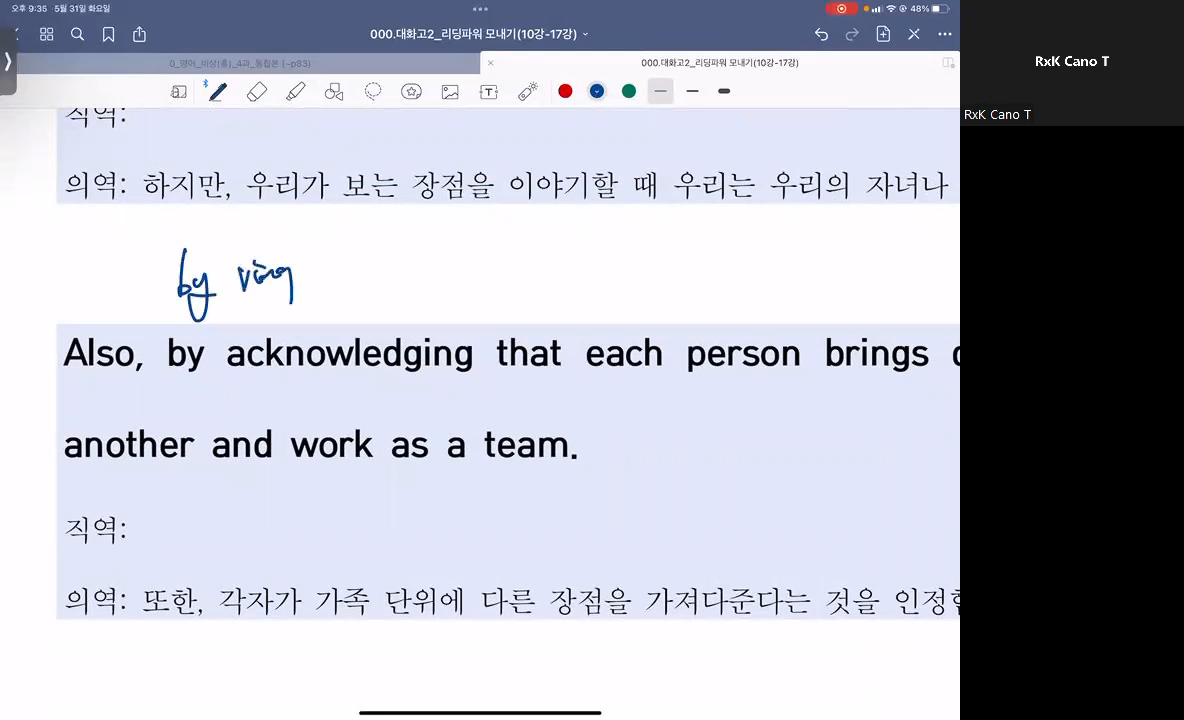 오후 9:35 5월 31일 화요일
48%
000.대화고2_리딩파워 모내기(10강-17강)
RxK Cano T
0_영어_비상(홍)_4과_통합본 (~p83)
000.대화고2_리딩파워 모내기(10강-17강)
RxK Cano T
직역:
의역: 하지만, 우리가 보는 장점을 이야기할 때 우리는 우리의 자녀나
by ving
Also, by acknowledging that each person brings
another and work as a team.
직역:
의역: 또한, 각자가 가족 단위에 다른 장점을 가져다준다는 것을 인정함